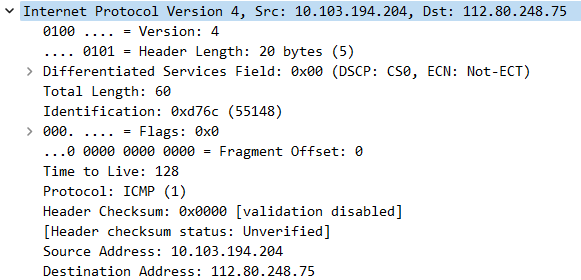 Internet Protocol Version 4, Src: 10.103.194.204, Dst: 112.80.248.75
0100 .... = Version: 4
.... 0101 = Header Length: 20 bytes (5)
Differentiated Services Field: 0x00 (DSCP: CS0, ECN: Not-ECT)
Total Length: 60
Identification: 0xd76c (55148)
000. .... = Flags: 0x0
...0 0000 0000 0000 = Fragment Offset: 0
Time to Live: 128
Protocol: ICMP (1)
Header Checksum: 0x0000 [validation disabled]
[Header checksum status: Unverified]
Source Address: 10.103.194.204
Destination Address: 112.80.248.75